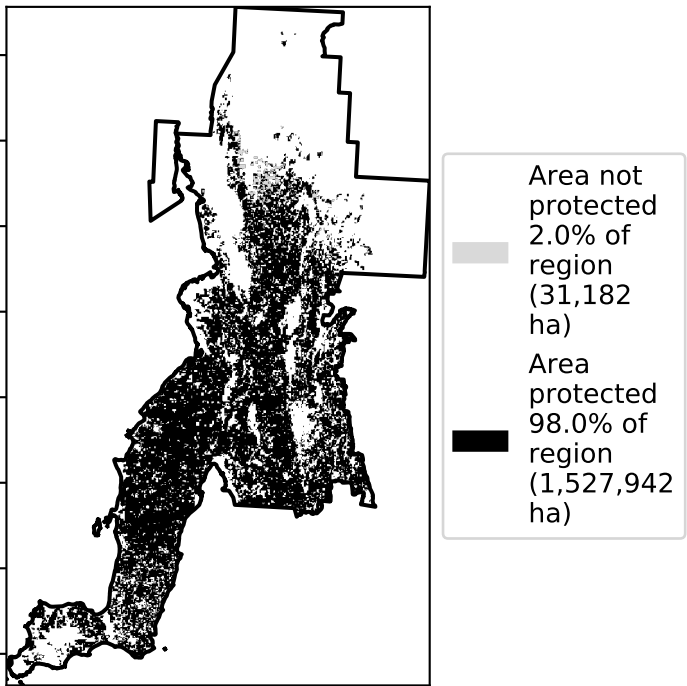 Area not
protected
2.0% of
region
(31,182
ha)
Area
protected
98.0% of
region
(1,527,942
ha)